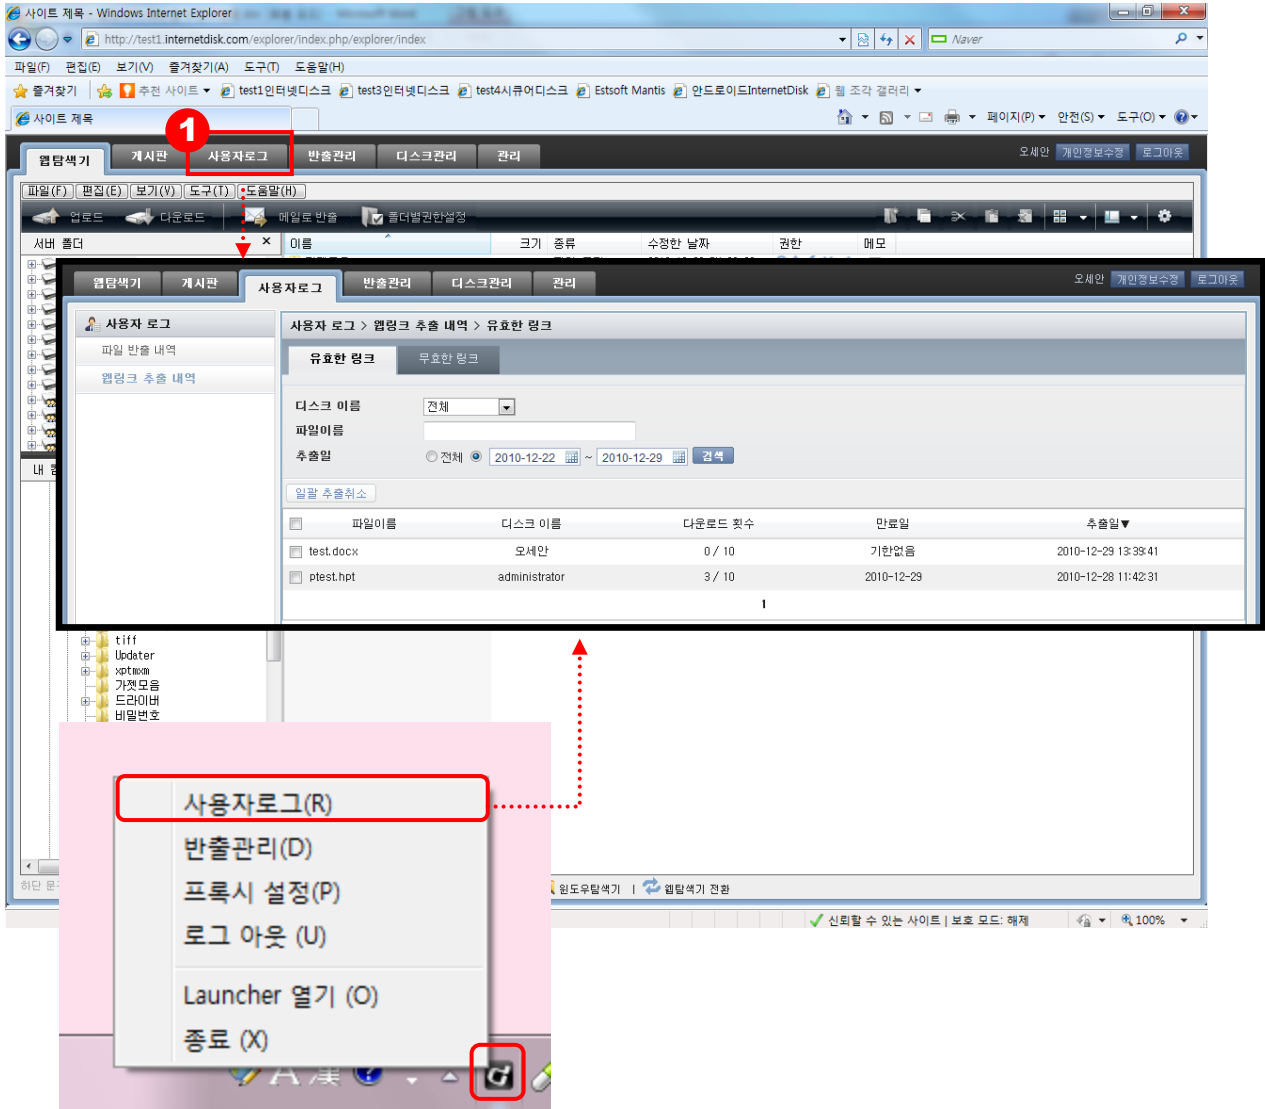 사이트 제목 - Windows Internet Explorer
http://test1.internetdisk.com/explorer/index.php/explorer/index
Naver
파일(F) 편집(E) 보기(V) 즐겨찾기(A) 도구(T) 도움말(H)
즐겨찾기 추천 사이트 test1인터넷디스크 test3인터넷디스크 test4시큐어디스크 Estsoft Mantis 안드로이드InternetDisk 웹 조각 갤러리
사이트 제목 페이지(P) 안전(S) 도구(O)
1
웹탐색기 게시판 사용자로그 반출관리 디스크관리 관리 오세안 개인정보수정 로그아웃
파일(F) 편집(E) 보기(V) 도구(T) 도움말(H)
업로드 다운로드 메일로반출 폴더별권한설정
서버 폴더 × 이름 크기 종류 수정한 날짜 권한 메모
웹탐색기 게시판 사용자로그 반출관리 디스크관리 관리 오세안 개인정보수정 로그아웃
사용자 로그
파일 반출 내역
웹링크 추출 내역
사용자 로그 > 웹링크 추출 내역 > 유효한 링크
유효한 링크 무효한 링크
디스크 이름 전체
파일이름
추출일 전체 2010-12-22 ~ 2010-12-29 검색
일괄 추출취소
파일이름 디스크 이름 다운로드 횟수 만료일 추출일▼
test.docx 오세안 0 / 10 기한없음 2010-12-29 13:39:41
ptest.hpt administrator 3 / 10 2010-12-29 2010-12-28 11:42:31
1
내
tiff
Updater
xptmxm
가젯모음
드라이버
비밀번호
하단 문
윈도우탐색기 | 웹탐색기 전환
신뢰할 수 있는 사이트 | 보호 모드: 해제 100%
사용자로그(R)
반출관리(D)
프록시 설정(P)
로그 아웃 (U)
Launcher 열기 (O)
종료 (X)
A 漢